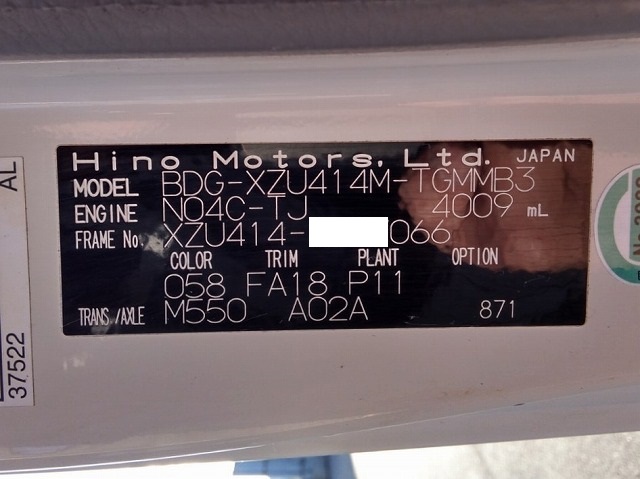 Hino Motors, Ltd. JAPAN
MODEL BDG-XZU414M-TGMMB3
ENGINE N04C-TJ 4009 mL
FRAME No. XZU414- 066
COLOR TRIM PLANT OPTION
058 FA18 P11
TRANS/AXLE M550 A02A 871
AL
37522